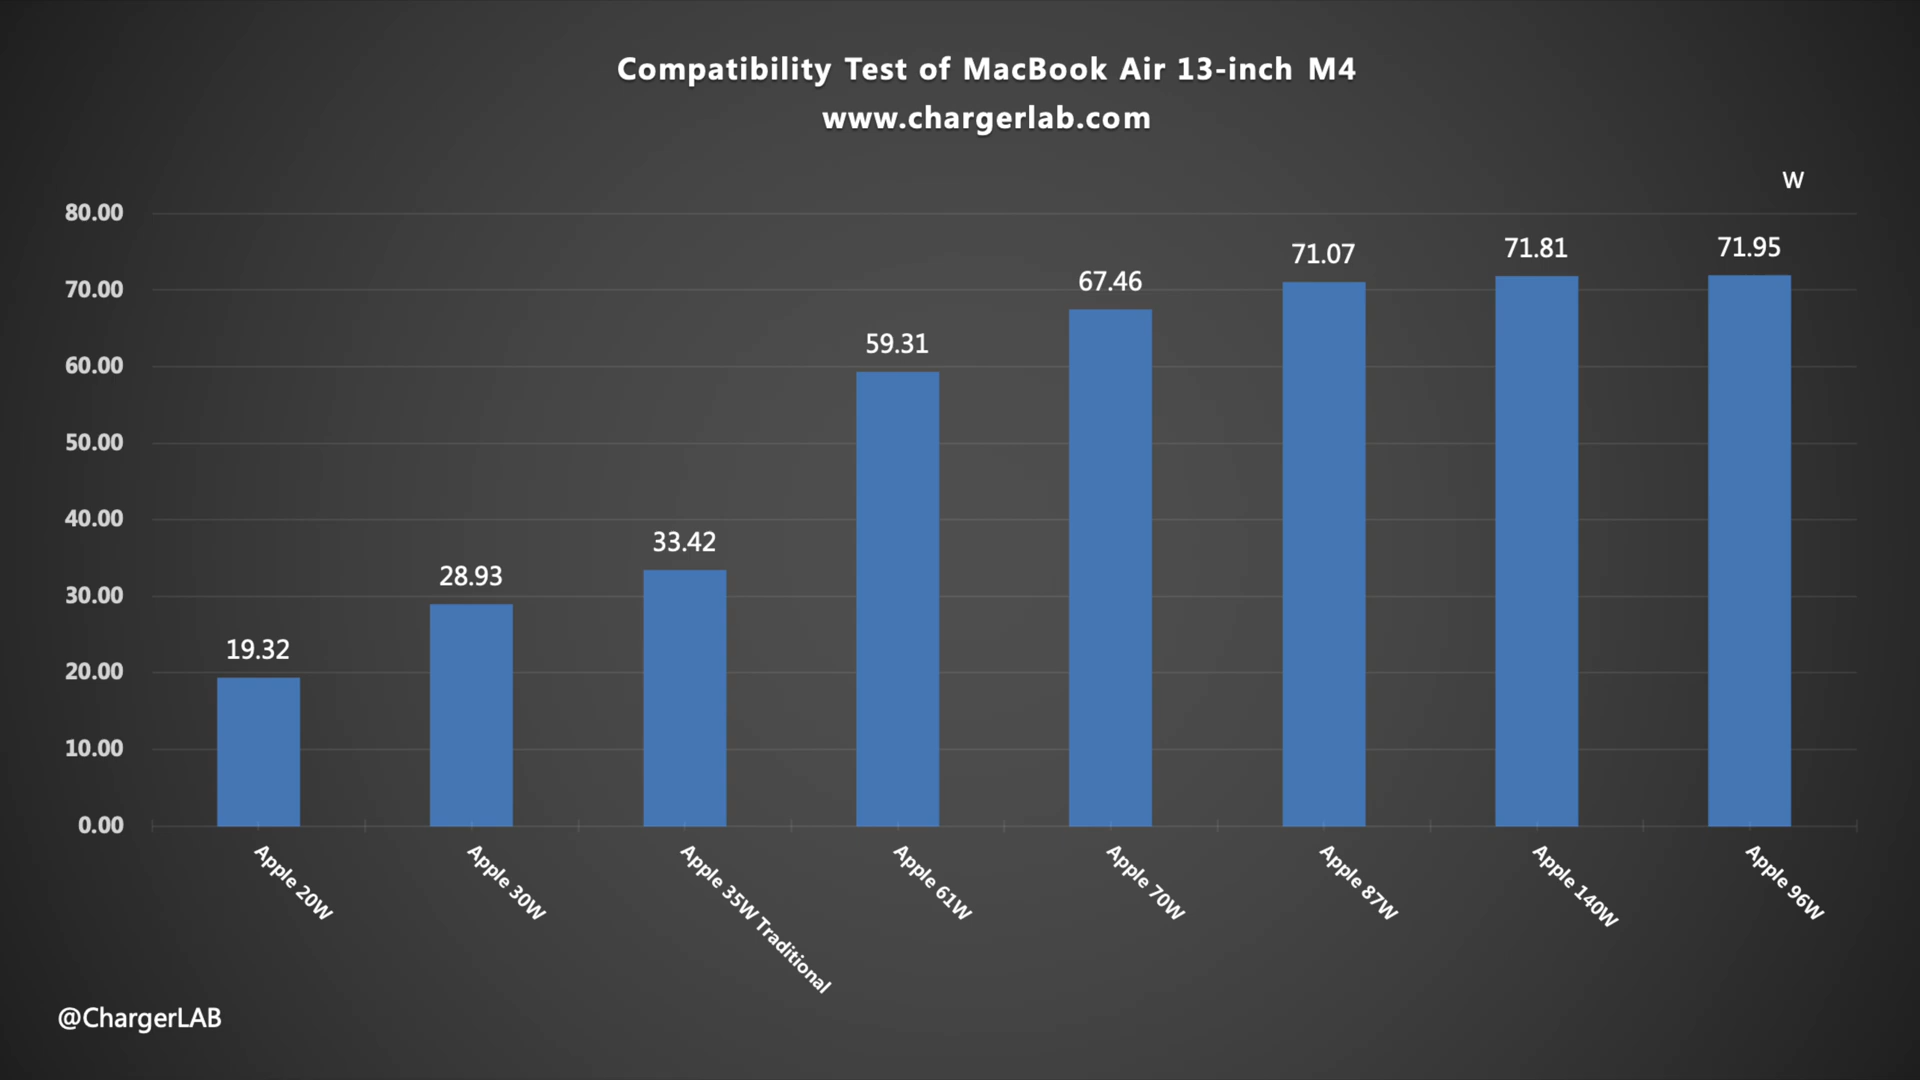 Compatibility Test of MacBook Air 13-inch M4
www.chargerlab.com
W
80.00
70.00
60.00
50.00
40.00
30.00
20.00
10.00
0.00
19.32
28.93
33.42
59.31
67.46
71.07
71.81
71.95
Apple 20W
Apple 30W
Apple 35W Traditional
Apple 61W
Apple 70W
Apple 87W
Apple 140W
Apple 96W
@ChargerLAB